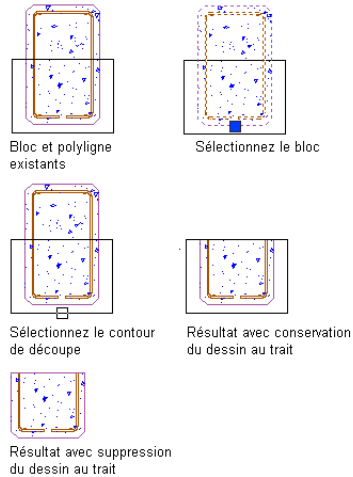 Bloc et polyligne
existants
Sélectionnez le bloc
Sélectionnez le contour
de découpe
Résultat avec conservation
du dessin au trait
Résultat avec suppression
du dessin au trait